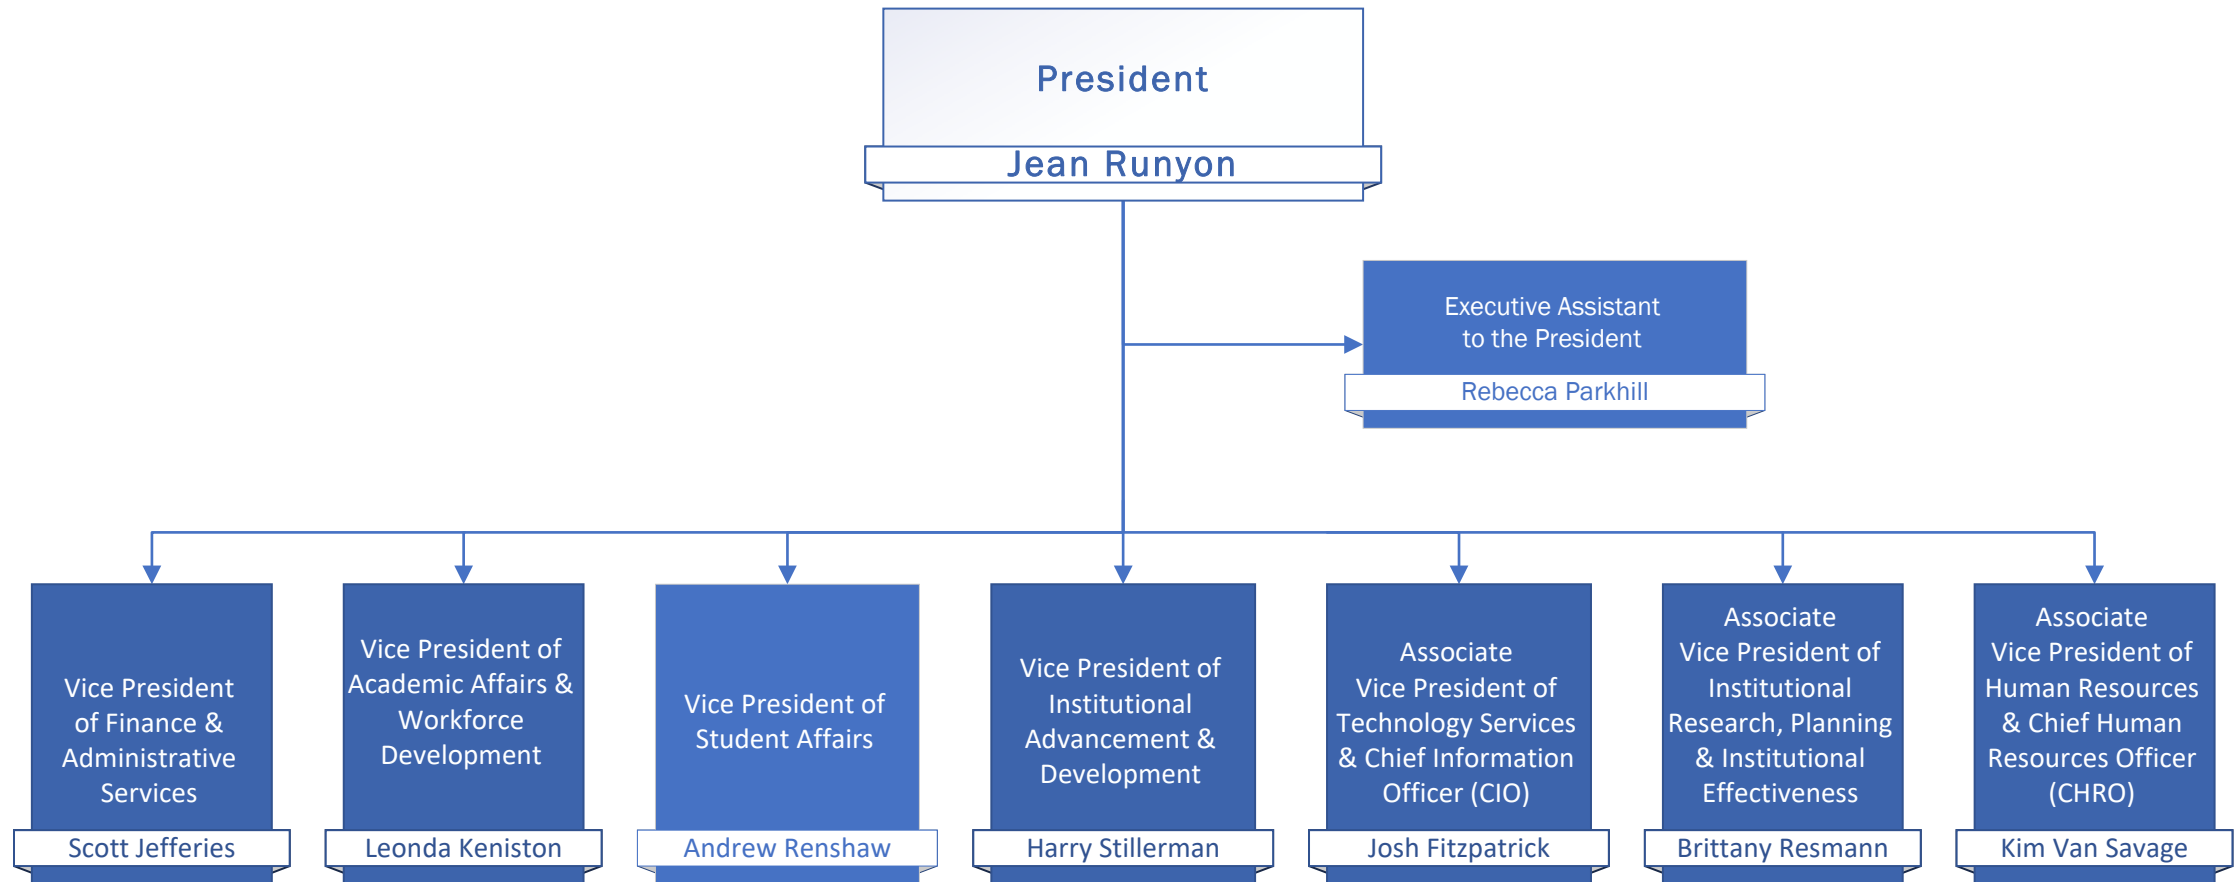 President
Jean Runyon
Executive Assistant
to the President
Rebecca Parkhill
Vice President
of Finance &
Administrative
Services
Scott Jefferies
Vice President of
Academic Affairs &
Workforce
Development
Leonda Keniston
Vice President of
Student Affairs
Andrew Renshaw
Vice President of
Institutional
Advancement &
Development
Harry Stillerman
Associate
Vice President of
Technology Services
& Chief Information
Officer (CIO)
Josh Fitzpatrick
Associate
Vice President of
Institutional
Research, Planning
& Institutional
Effectiveness
Brittany Resmann
Associate
Vice President of
Human Resources
& Chief Human
Resources Officer
(CHRO)
Kim Van Savage